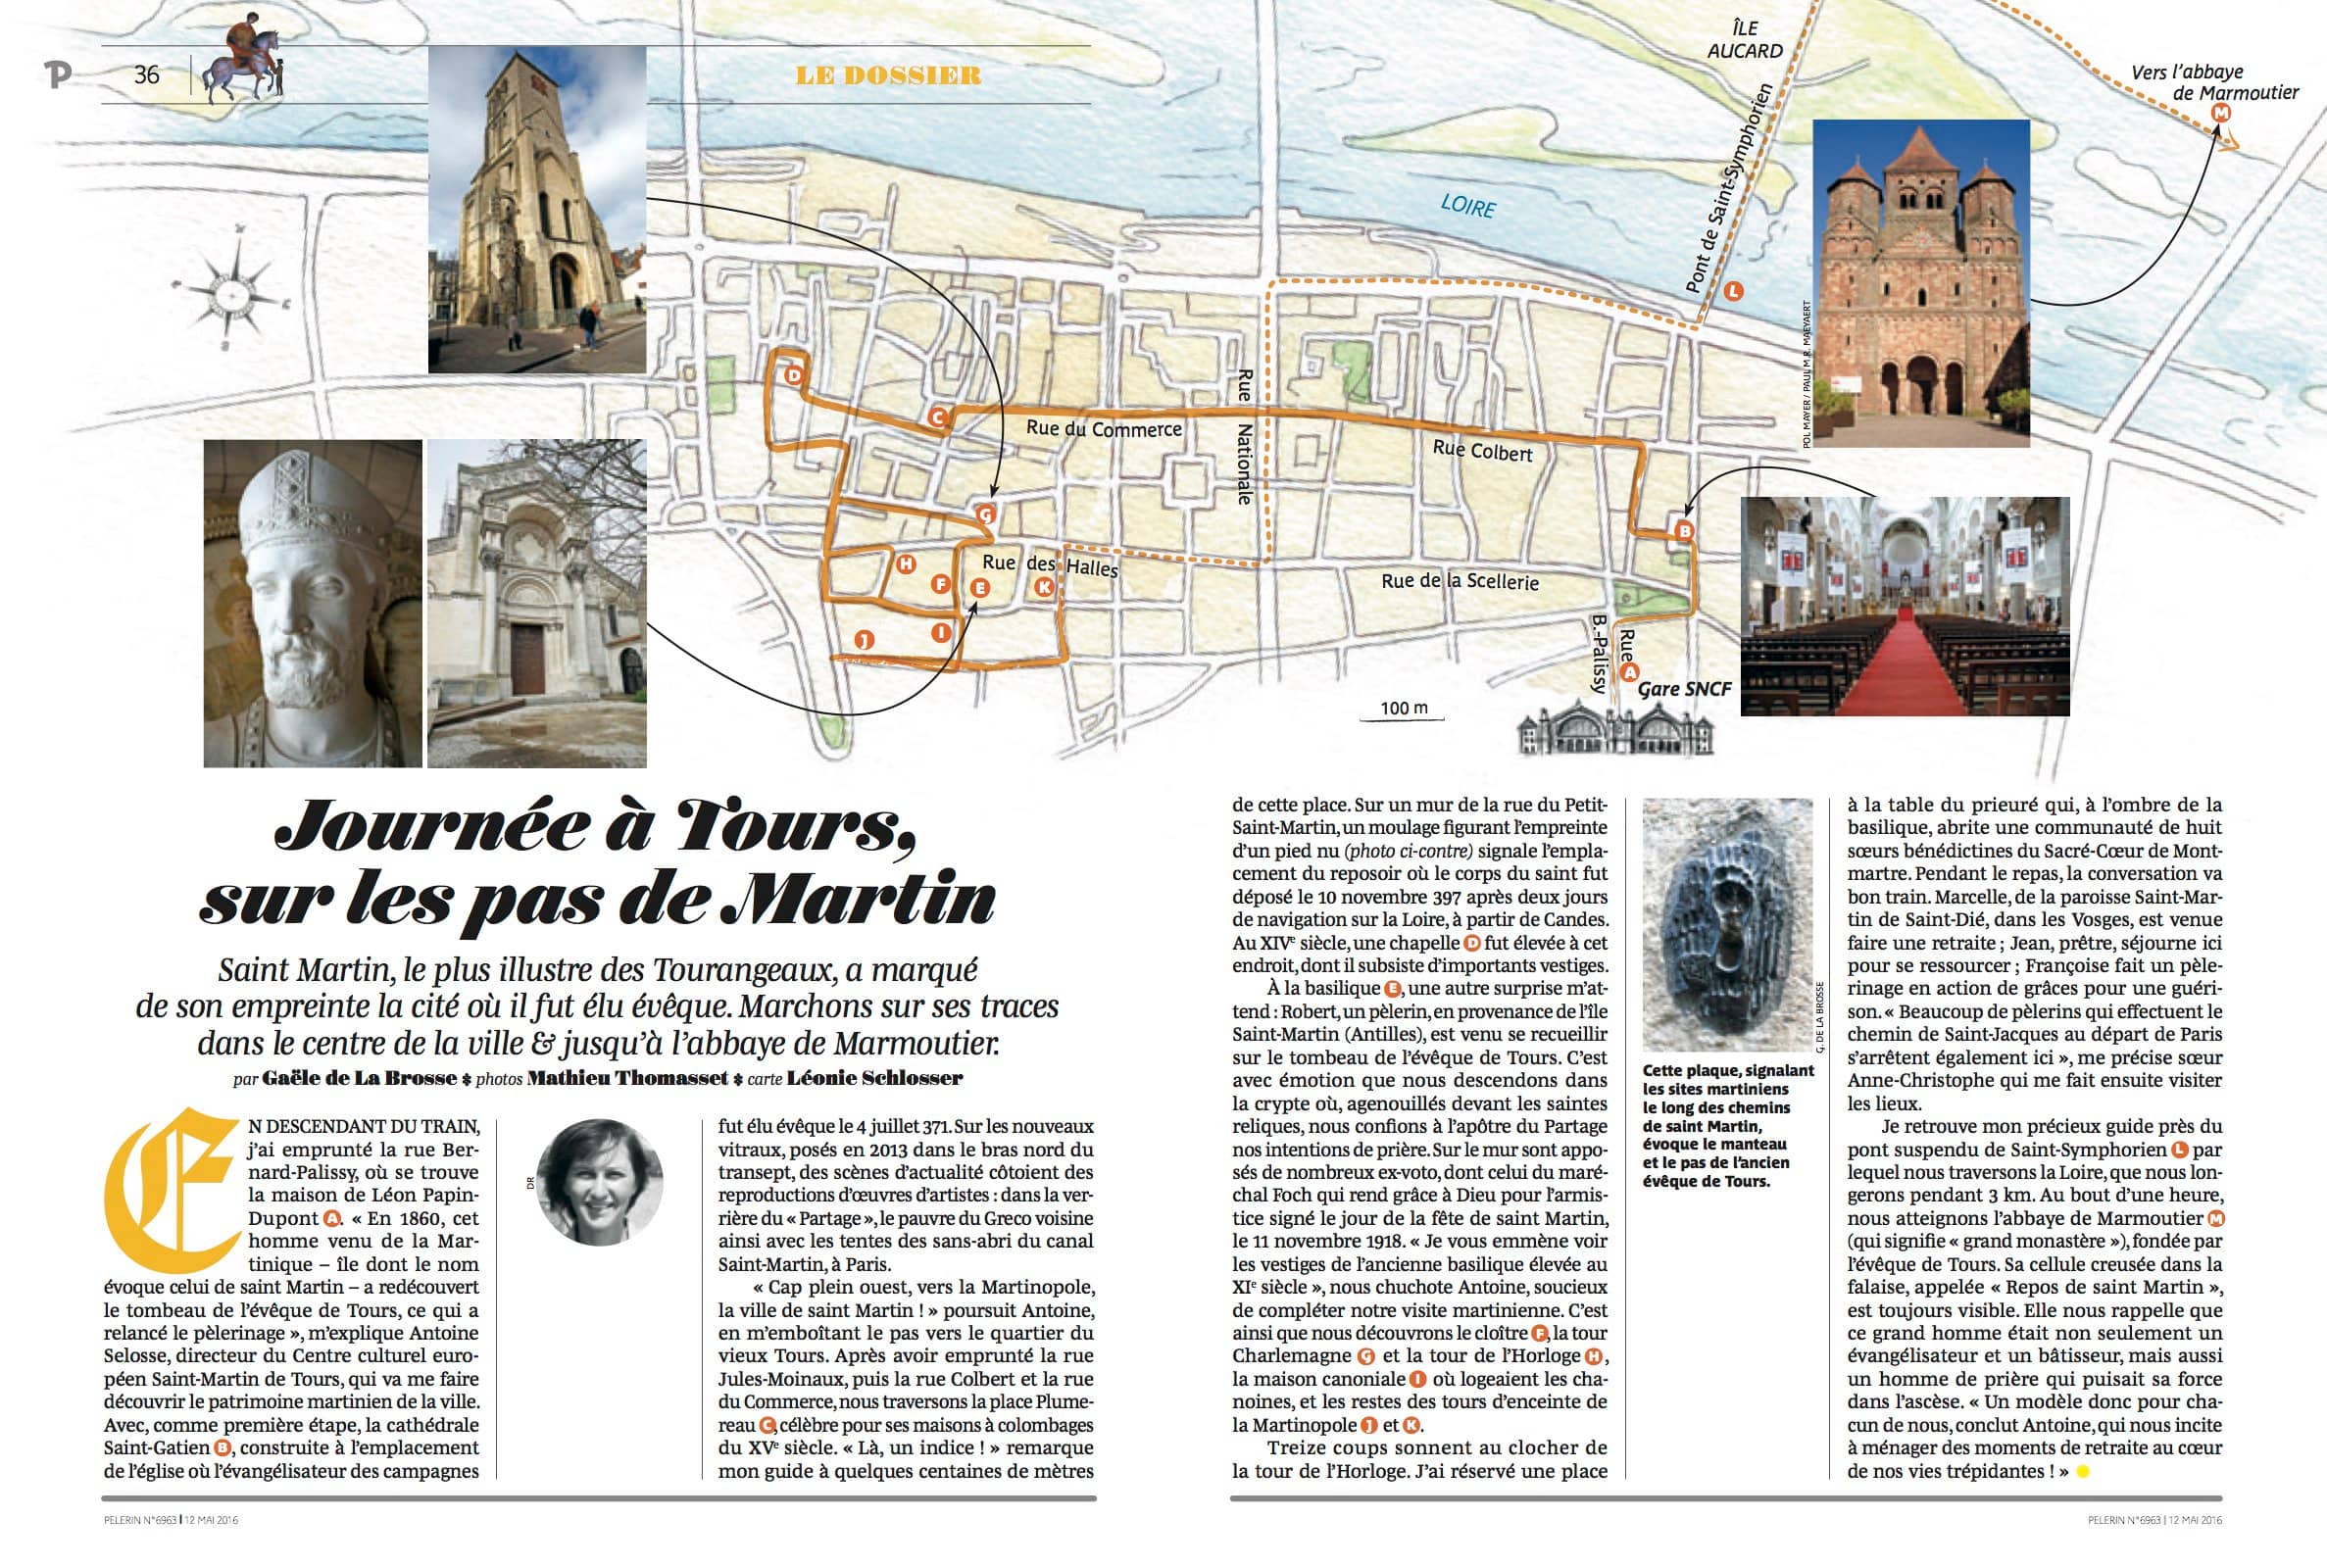 P
36
LE DOSSIER
ÎLE
AUCARD
Vers l’abbaye
de Marmoutier
M
Pont de Saint-Symphorien
L
LOIRE
POL MAYER / PAUL M.R. MAEYAERT
D
C
Rue du Commerce
Rue
Nationale
Rue Colbert
G
B
H
F
E
Rue des Halles
K
Rue de la Scellerie
J
I
Rue
B.-Palissy
A
Gare SNCF
100 m
Journée à Tours,
sur les pas de Martin
Saint Martin, le plus illustre des Tourangeaux, a marqué
de son empreinte la cité où il fut élu évêque. Marchons sur ses traces
dans le centre de la ville & jusqu’à l’abbaye de Marmoutier.
par Gaële de La Brosse photos Mathieu Thomasset carte Léonie Schlosser
EN DESCENDANT DU TRAIN,
j’ai emprunté la rue Ber-
nard-Palissy, où se trouve
la maison de Léon Papin-
Dupont A. « En 1860, cet
homme venu de la Mar-
tinique – île dont le nom
évoque celui de saint Martin – a redécouvert
le tombeau de l’évêque de Tours, ce qui a
relancé le pèlerinage », m’explique Antoine
Selosse, directeur du Centre culturel euro-
péen Saint-Martin de Tours, qui va me faire
découvrir le patrimoine martinien de la ville.
Avec, comme première étape, la cathédrale
Saint-Gatien B, construite à l’emplacement
de l’église où l’évangélisateur des campagnes
DR
fut élu évêque le 4 juillet 371. Sur les nouveaux
vitraux, posés en 2013 dans le bras nord du
transept, des scènes d’actualité côtoient des
reproductions d’œuvres d’artistes : dans la ver-
rière du « Partage », le pauvre du Greco voisine
ainsi avec les tentes des sans-abri du canal
Saint-Martin, à Paris.
« Cap plein ouest, vers la Martinopole,
la ville de saint Martin ! » poursuit Antoine,
en m’emboîtant le pas vers le quartier du
vieux Tours. Après avoir emprunté la rue
Jules-Moinaux, puis la rue Colbert et la rue
du Commerce, nous traversons la place Plume-
reau C, célèbre pour ses maisons à colombages
du XVe siècle. « Là, un indice ! » remarque
mon guide à quelques centaines de mètres
de cette place. Sur un mur de la rue du Petit-
Saint-Martin, un moulage figurant l’empreinte
d’un pied nu (photo ci-contre) signale l’empla-
cement du reposoir où le corps du saint fut
déposé le 10 novembre 397 après deux jours
de navigation sur la Loire, à partir de Candes.
Au XIVe siècle, une chapelle D fut élevée à cet
endroit, dont il subsiste d’importants vestiges.
À la basilique E, une autre surprise m’at-
tend : Robert, un pèlerin, en provenance de l’île
Saint-Martin (Antilles), est venu se recueillir
sur le tombeau de l’évêque de Tours. C’est
avec émotion que nous descendons dans
la crypte où, agenouillés devant les saintes
reliques, nous confions à l’apôtre du Partage
nos intentions de prière. Sur le mur sont appo-
sés de nombreux ex-voto, dont celui du maré-
chal Foch qui rend grâce à Dieu pour l’armis-
tice signé le jour de la fête de saint Martin,
le 11 novembre 1918. « Je vous emmène voir
les vestiges de l’ancienne basilique élevée au
XIe siècle », nous chuchote Antoine, soucieux
de compléter notre visite martinienne. C’est
ainsi que nous découvrons le cloître F, la tour
Charlemagne G et la tour de l’Horloge H,
la maison canoniale I où logeaient les cha-
noines, et les restes des tours d’enceinte de
la Martinopole J et K.
Treize coups sonnent au clocher de
la tour de l’Horloge. J’ai réservé une place
G. DE LA BROSSE
Cette plaque, signalant
les sites martiniens
le long des chemins
de saint Martin,
évoque le manteau
et le pas de l’ancien
évêque de Tours.
à la table du prieuré qui, à l’ombre de la
basilique, abrite une communauté de huit
sœurs bénédictines du Sacré-Cœur de Mont-
martre. Pendant le repas, la conversation va
bon train. Marcelle, de la paroisse Saint-Mar-
tin de Saint-Dié, dans les Vosges, est venue
faire une retraite ; Jean, prêtre, séjourne ici
pour se ressourcer ; Françoise fait un pèle-
rinage en action de grâces pour une guéri-
son. « Beaucoup de pèlerins qui effectuent le
chemin de Saint-Jacques au départ de Paris
s’arrêtent également ici », me précise sœur
Anne-Christophe qui me fait ensuite visiter
les lieux.
Je retrouve mon précieux guide près du
pont suspendu de Saint-Symphorien L par
lequel nous traversons la Loire, que nous lon-
gerons pendant 3 km. Au bout d’une heure,
nous atteignons l’abbaye de Marmoutier M
(qui signifie « grand monastère »), fondée par
l’évêque de Tours. Sa cellule creusée dans la
falaise, appelée « Repos de saint Martin »,
est toujours visible. Elle nous rappelle que
ce grand homme était non seulement un
évangélisateur et un bâtisseur, mais aussi
un homme de prière qui puisait sa force
dans l’ascèse. « Un modèle donc pour cha-
cun de nous, conclut Antoine, qui nous incite
à ménager des moments de retraite au cœur
de nos vies trépidantes ! »
PELERIN N°6963 | 12 MAI 2016
PELERIN N°6963 | 12 MAI 2016